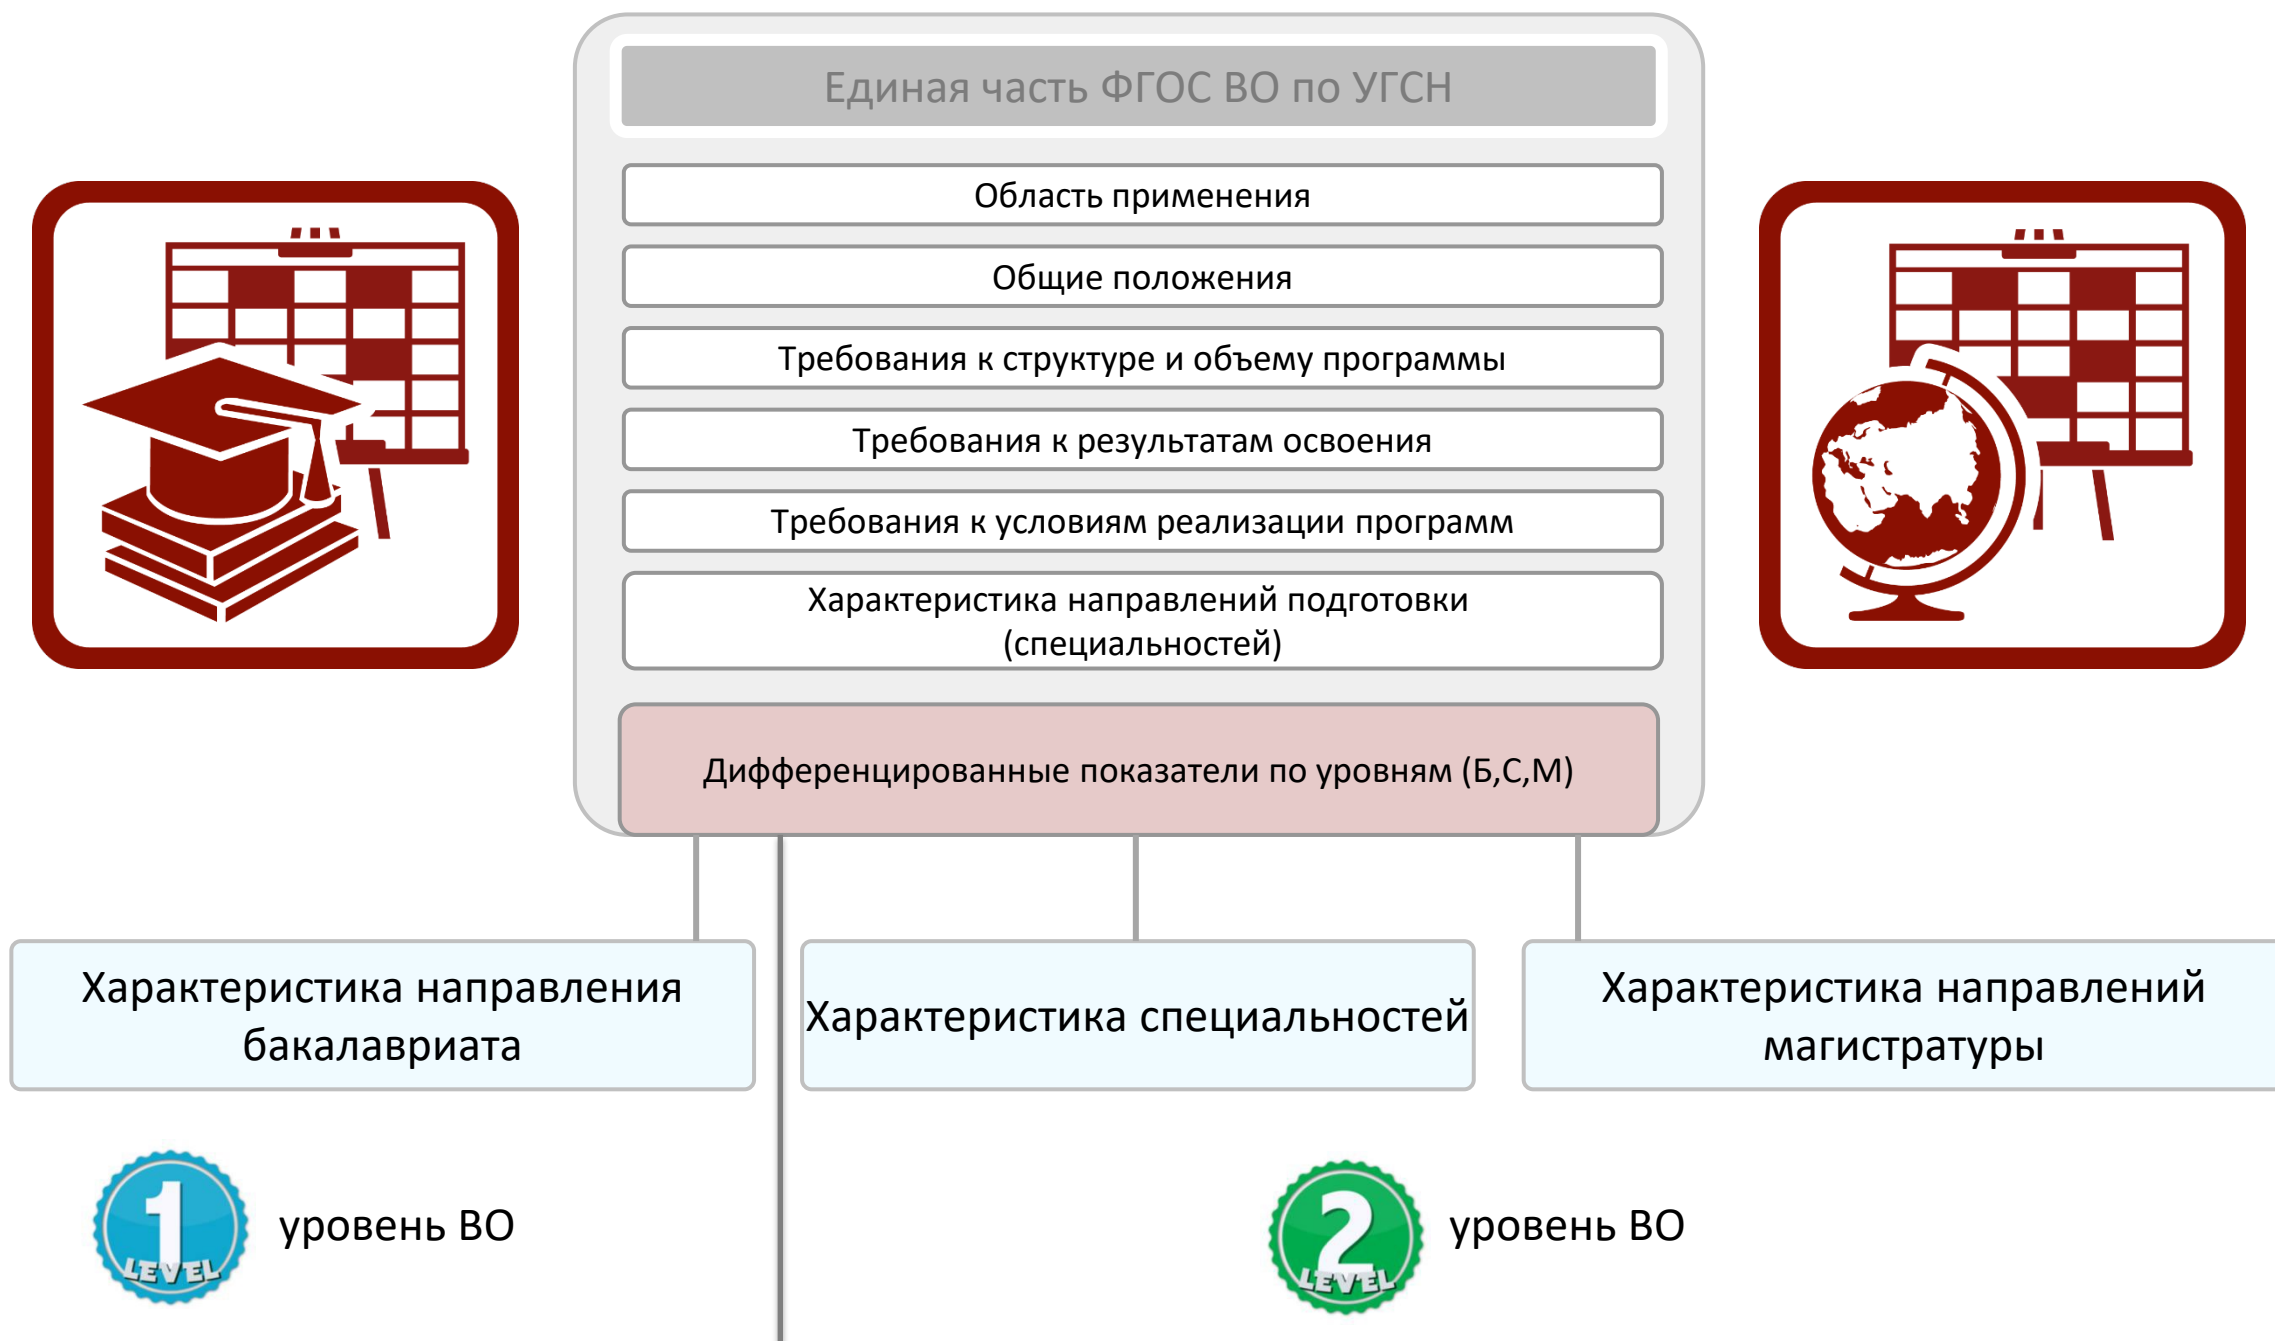 Единая часть ФГОС ВО по УГСН
Область применения
Общие положения
Требования к структуре и объему программы
Требования к результатам освоения
Требования к условиям реализации программ
Характеристика направлений подготовки
(специальностей)
Дифференцированные показатели по уровням (Б,С,М)
Характеристика направления
бакалавриата
Характеристика специальностей
Характеристика направлений
магистратуры
1
LEVEL
уровень ВО
2
LEVEL
уровень ВО